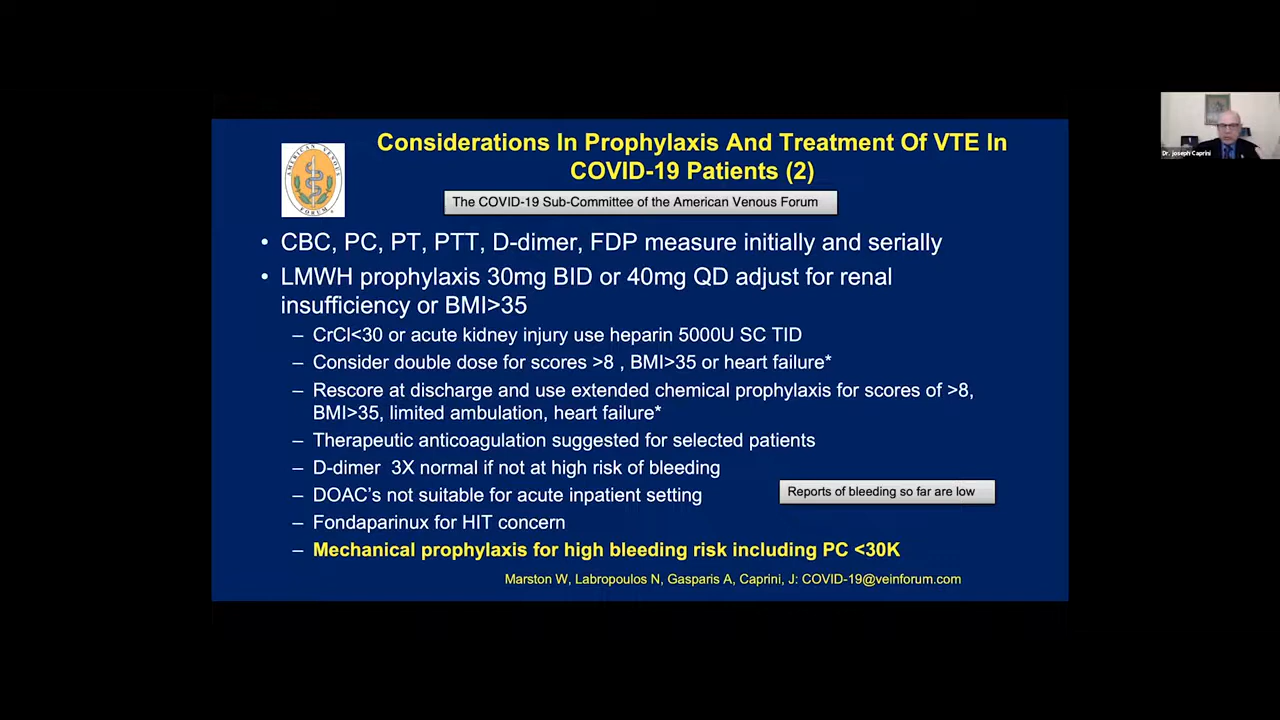 Considerations In Prophylaxis And Treatment Of VTE In
COVID-19 Patients (2)
AMERICAN VENOUS
FORUM
The COVID-19 Sub-Committee of the American Venous Forum
• CBC, PC, PT, PTT, D-dimer, FDP measure initially and serially
• LMWH prophylaxis 30mg BID or 40mg QD adjust for renal
insufficiency or BMI>35
– CrCl<30 or acute kidney injury use heparin 5000U SC TID
– Consider double dose for scores >8 , BMI>35 or heart failure*
– Rescore at discharge and use extended chemical prophylaxis for scores of >8,
BMI>35, limited ambulation, heart failure*
– Therapeutic anticoagulation suggested for selected patients
– D-dimer 3X normal if not at high risk of bleeding
– DOAC's not suitable for acute inpatient setting
Reports of bleeding so far are low
– Fondaparinux for HIT concern
– Mechanical prophylaxis for high bleeding risk including PC <30K
Marston W, Labropoulos N, Gasparis A, Caprini, J: COVID-19@veinforum.com
Dr. joseph Caprini